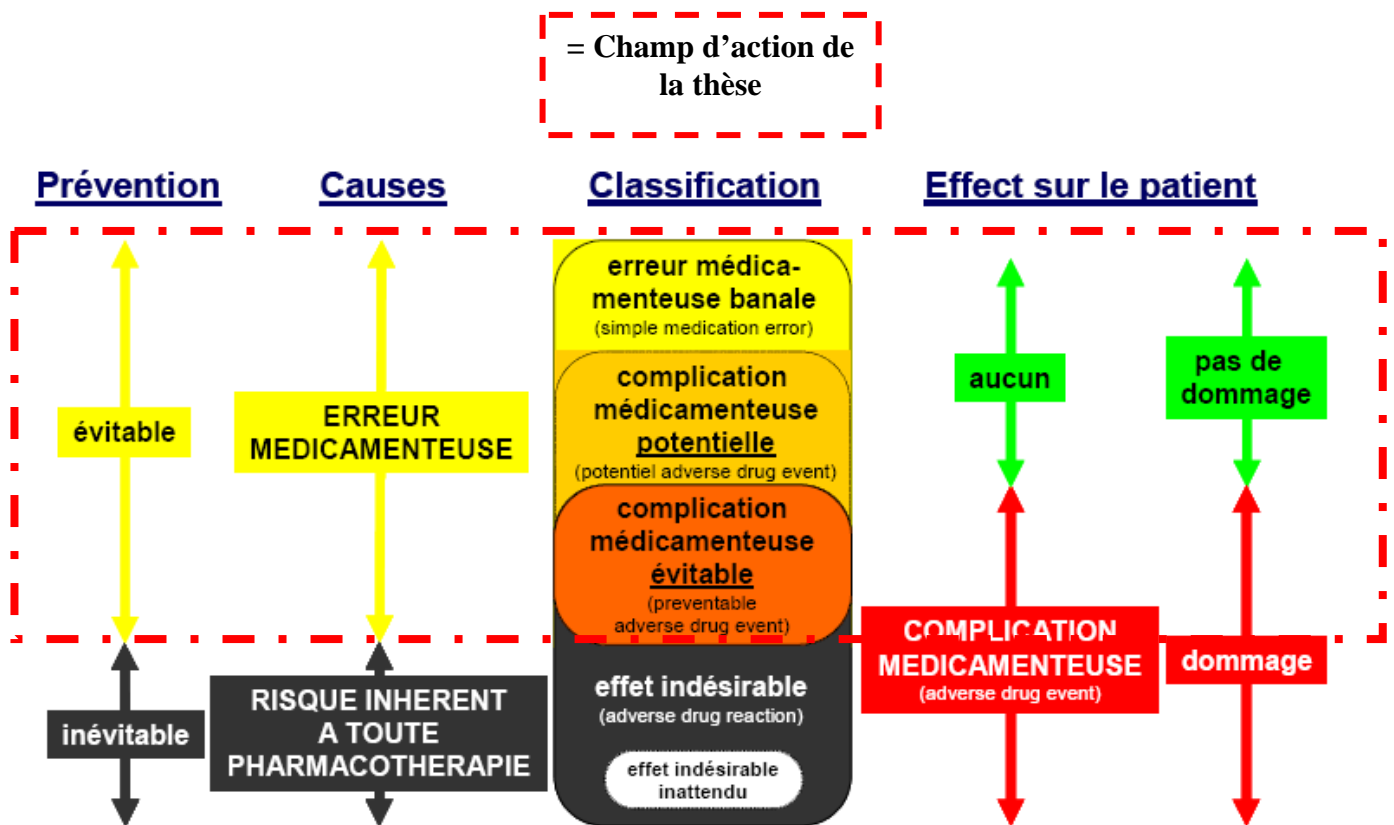 = Champ d’action de
la thèse
Prévention
Causes
Classification
Effect sur le patient
évitable
inévitable
ERREUR
MEDICAMENTEUSE
RISQUE INHERENT
A TOUTE
PHARMACOTHERAPIE
erreur médica-
menteuse banale
(simple medication error)
complication
médicamenteuse
potentielle
(potentiel adverse drug event)
complication
médicamenteuse
évitable
(preventable
adverse drug event)
effet indésirable
(adverse drug reaction)
effet indésirable
inattendu
aucun
COMPLICATION
MEDICAMENTEUSE
(adverse drug event)
pas de
dommage
dommage